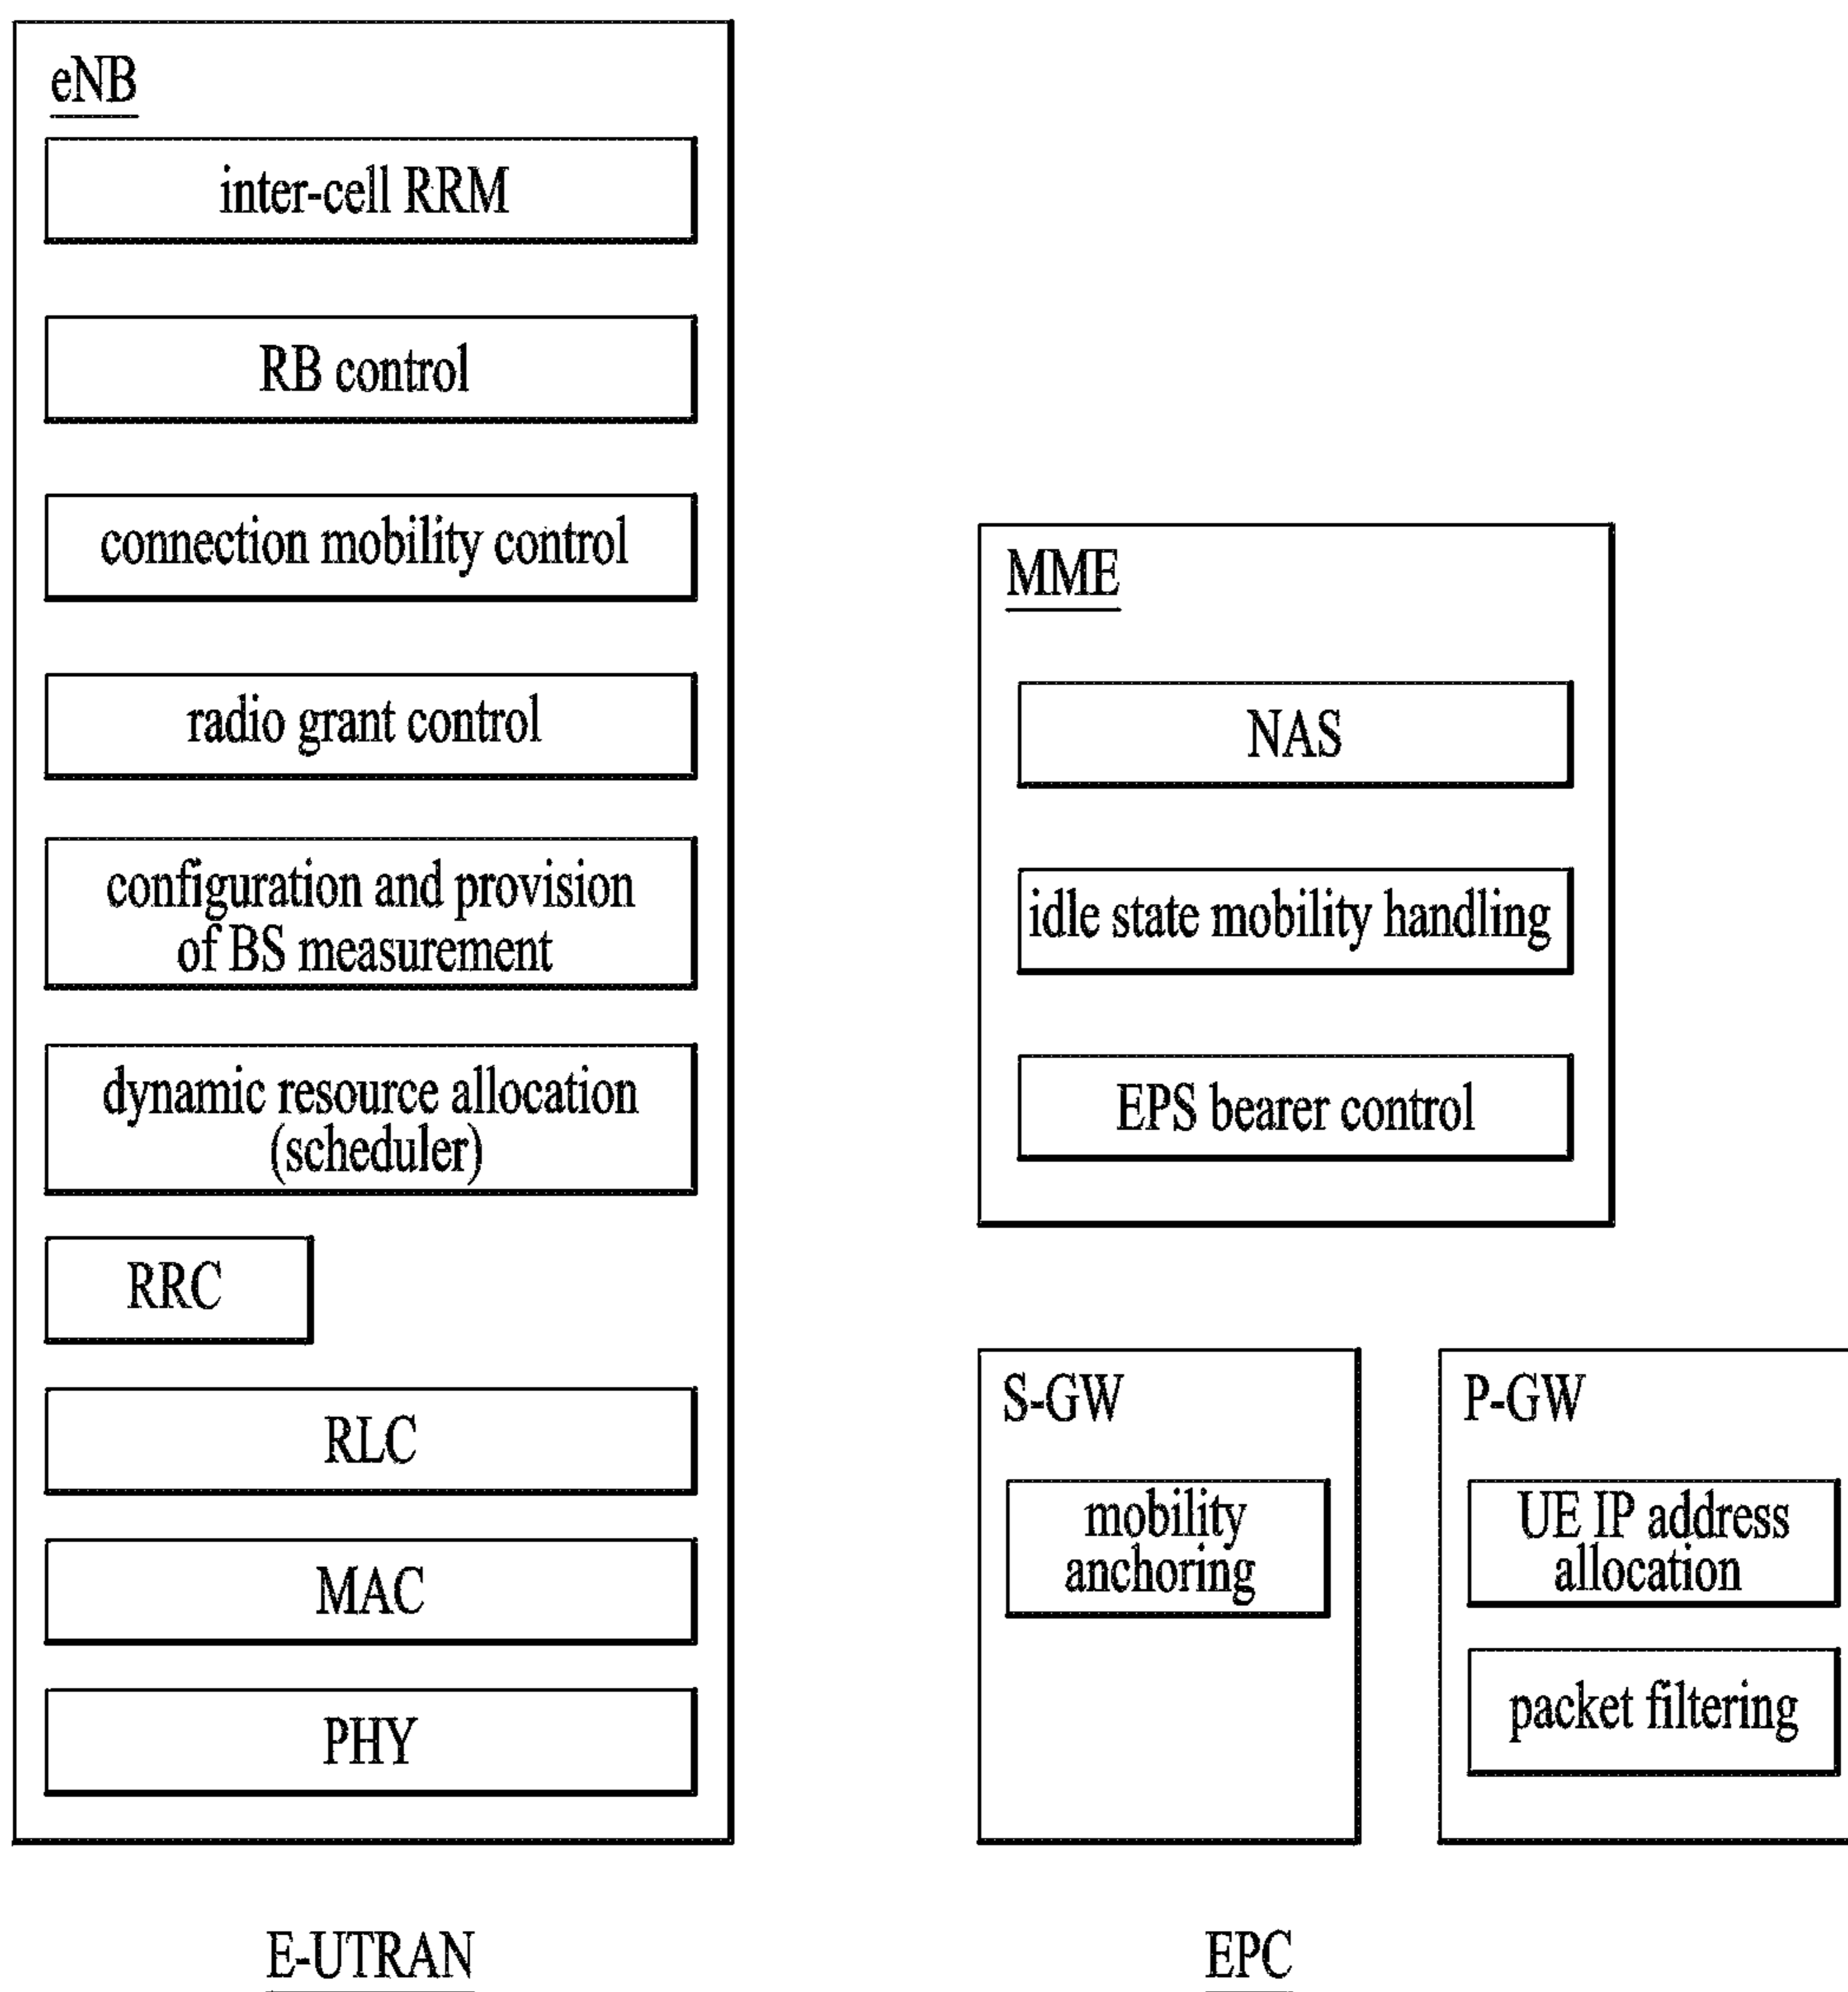 eNB
inter-cell RRM
RB control
connection mobility control
radio grant control
configuration and provision
of BS measurement
dynamic resource allocation
(scheduler)
RRC
RLC
MAC
PHY
E-UTRAN
MME
NAS
idle state mobility handling
EPS bearer control
S-GW
mobility
anchoring
P-GW
UE IP address
allocation
packet filtering
EPC